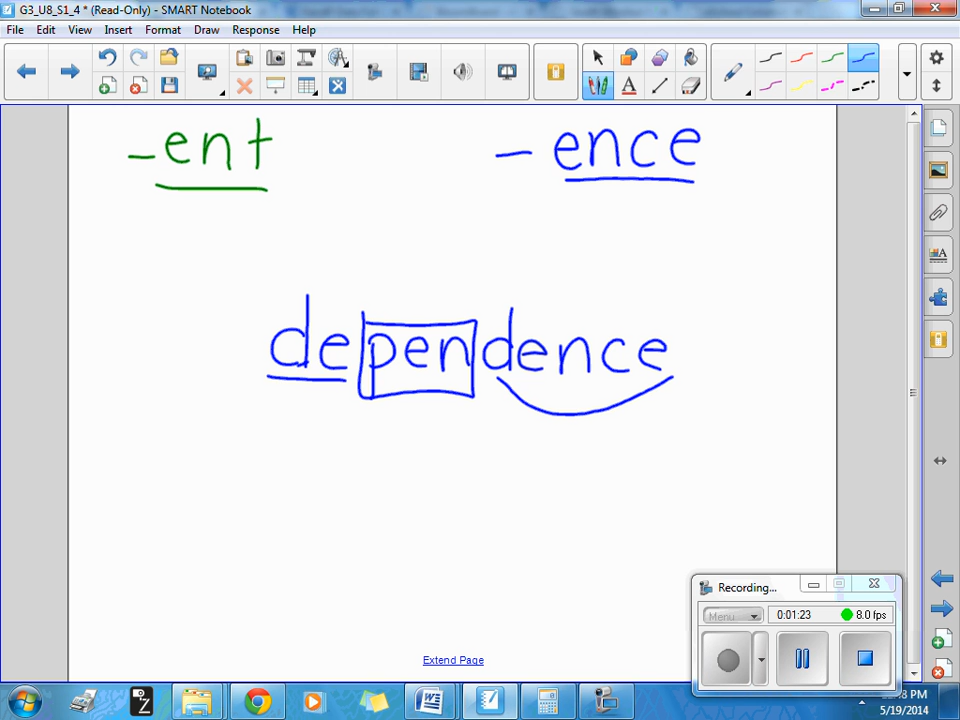 G3_U8_S1_4 * (Read-Only) - SMART Notebook
File Edit View Insert Format Draw Response Help
-ent -ence
dependence
Recording...
Menu 0:01:23 8.0 fps
Extend Page
5/19/2014